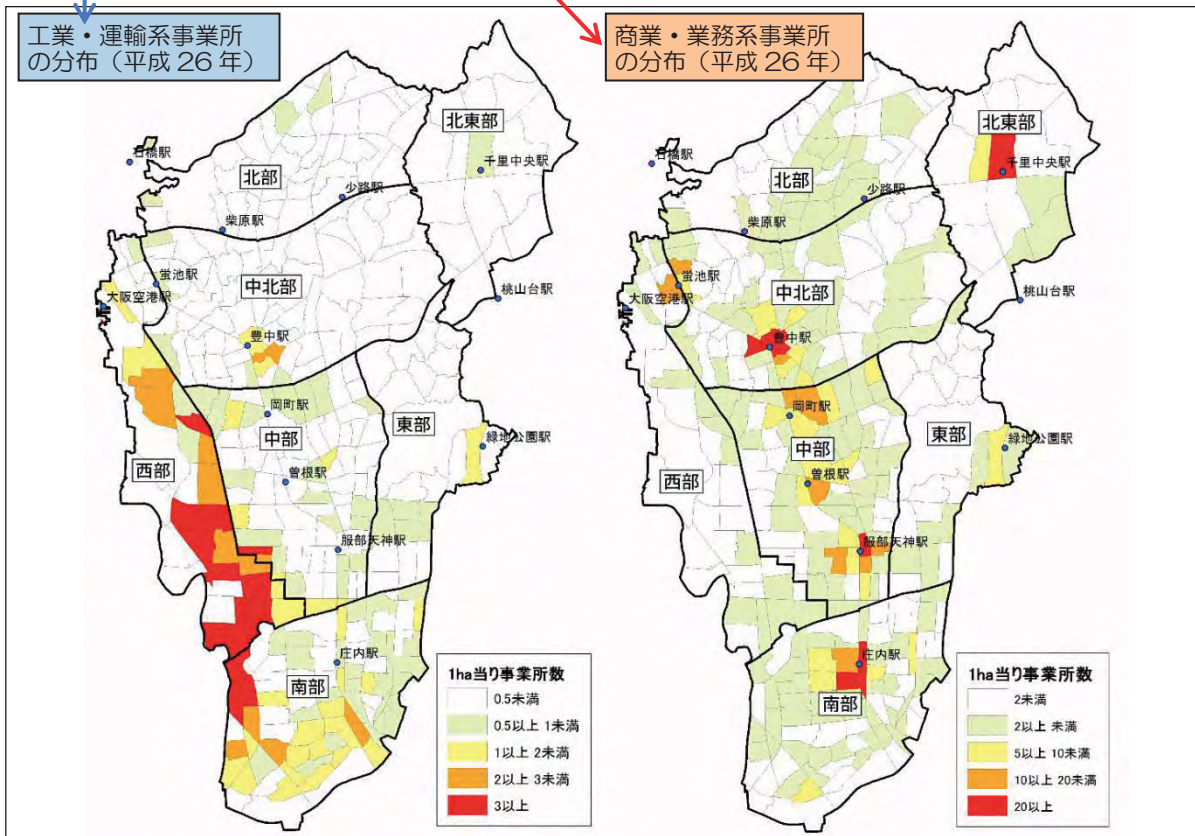 工業・運輸系事業所
の分布（平成 26 年）
北東部
石橋駅
千里中央駅
北部
少路駅
柴原駅
蛍池駅
大阪空港駅
中北部
桃山台駅
豊中駅
岡町駅
中部
東部
緑地公園駅
西部
曽根駅
服部天神駅
庄内駅
南部
1ha当り事業所数
0.5未満
0.5以上 1未満
1以上 2未満
2以上 3未満
3以上
商業・業務系事業所
の分布（平成 26 年）
北東部
石橋駅
千里中央駅
北部
少路駅
柴原駅
蛍池駅
大阪空港駅
中北部
桃山台駅
豊中駅
岡町駅
中部
東部
緑地公園駅
西部
曽根駅
服部天神駅
庄内駅
南部
1ha当り事業所数
2未満
2以上 未満
5以上 10未満
10以上 20未満
20以上